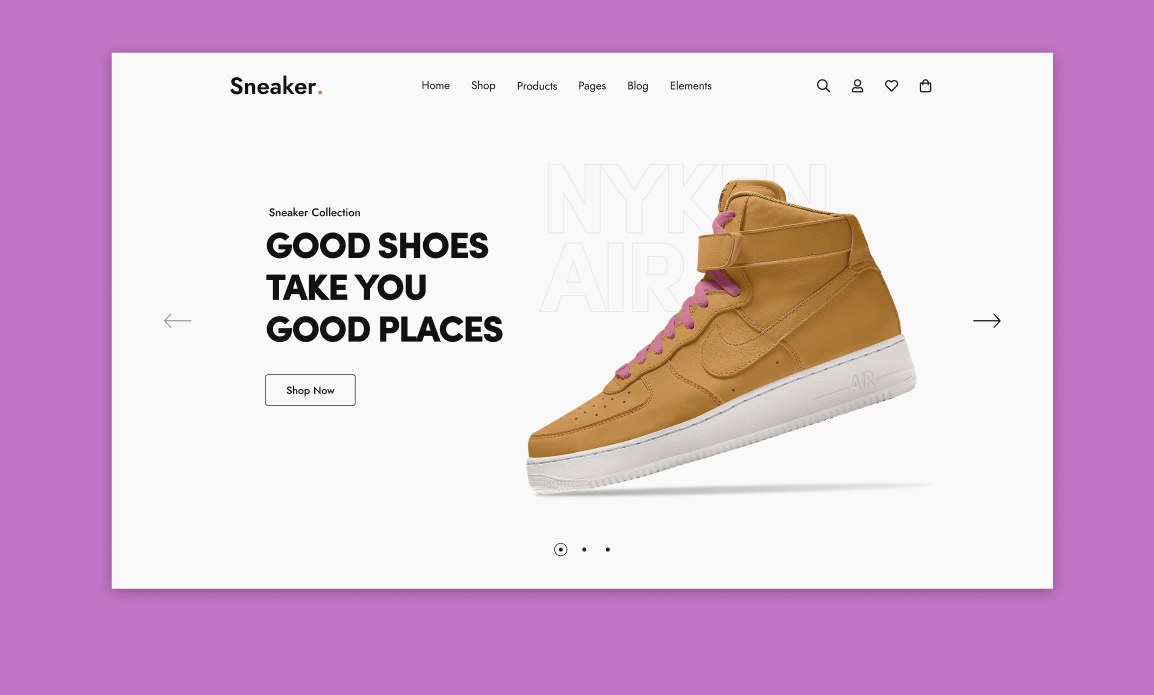 Sneaker.
Home Shop Products Pages Blog Elements
NYKEN
AIR
Sneaker Collection
GOOD SHOES
TAKE YOU
GOOD PLACES
Shop Now
AIR